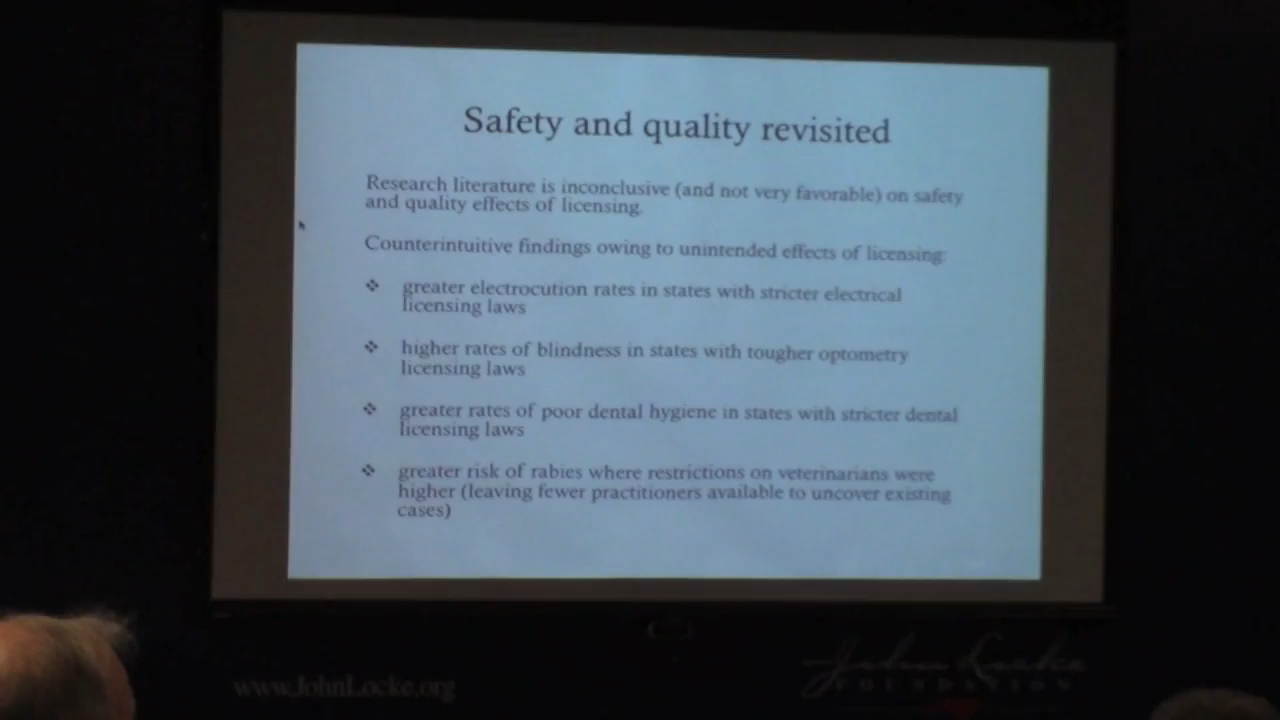 Safety and quality revisited
Research literature is inconclusive (and not very favorable) on safety
and quality effects of licensing.
Counterintuitive findings owing to unintended effects of licensing:
❖ greater electrocution rates in states with stricter electrical
licensing laws
❖ higher rates of blindness in states with tougher optometry
licensing laws
❖ greater rates of poor dental hygiene in states with stricter dental
licensing laws
❖ greater risk of rabies where restrictions on veterinarians were
higher (leaving fewer practitioners available to uncover existing
cases)
www.JohnLocke.org
John Locke
FOUNDATION